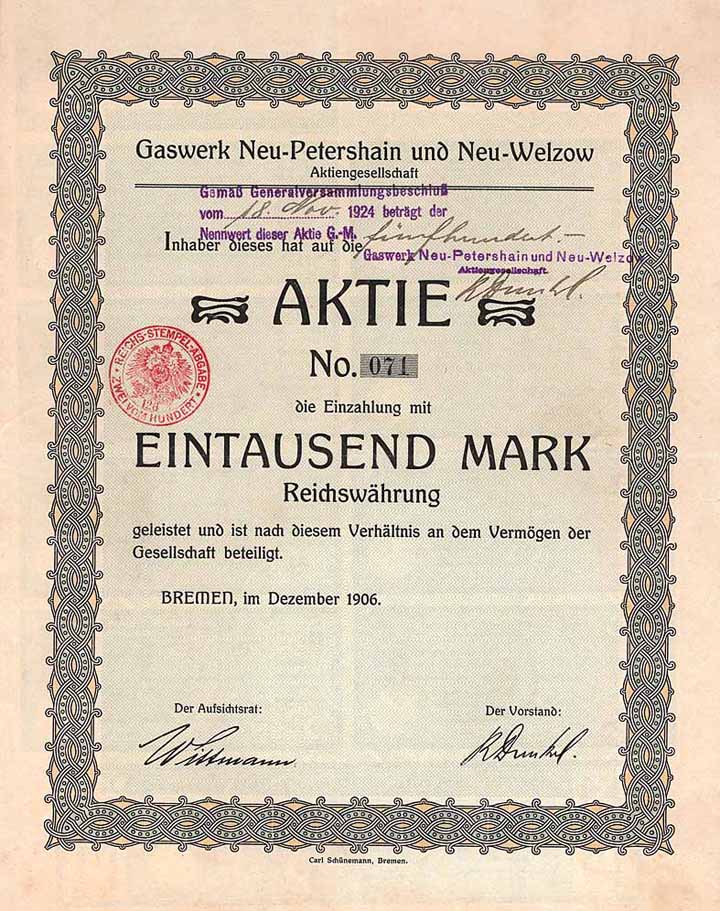 Gaswerk Neu-Petershain und Neu-Welzow
Aktiengesellschaft
Gemäß Generalversammlungsbeschluß
vom 18. Nov. 1924 beträgt der
Nennwert dieser Aktie G.-M. fünfhundert.-
Inhaber dieses hat auf die
Gaswerk Neu-Petershain und Neu-Welzow
Aktiengesellschaft.
AKTIE
No. 071
REICHS-STEMPEL-ABGABE
ZWEI VOM HUNDERT
die Einzahlung mit
EINTAUSEND MARK
Reichswährung
geleistet und ist nach diesem Verhältnis an dem Vermögen der
Gesellschaft beteiligt.
BREMEN, im Dezember 1906.
Der Aufsichtsrat:
Der Vorstand:
Wittmann
Carl Schünemann, Bremen.